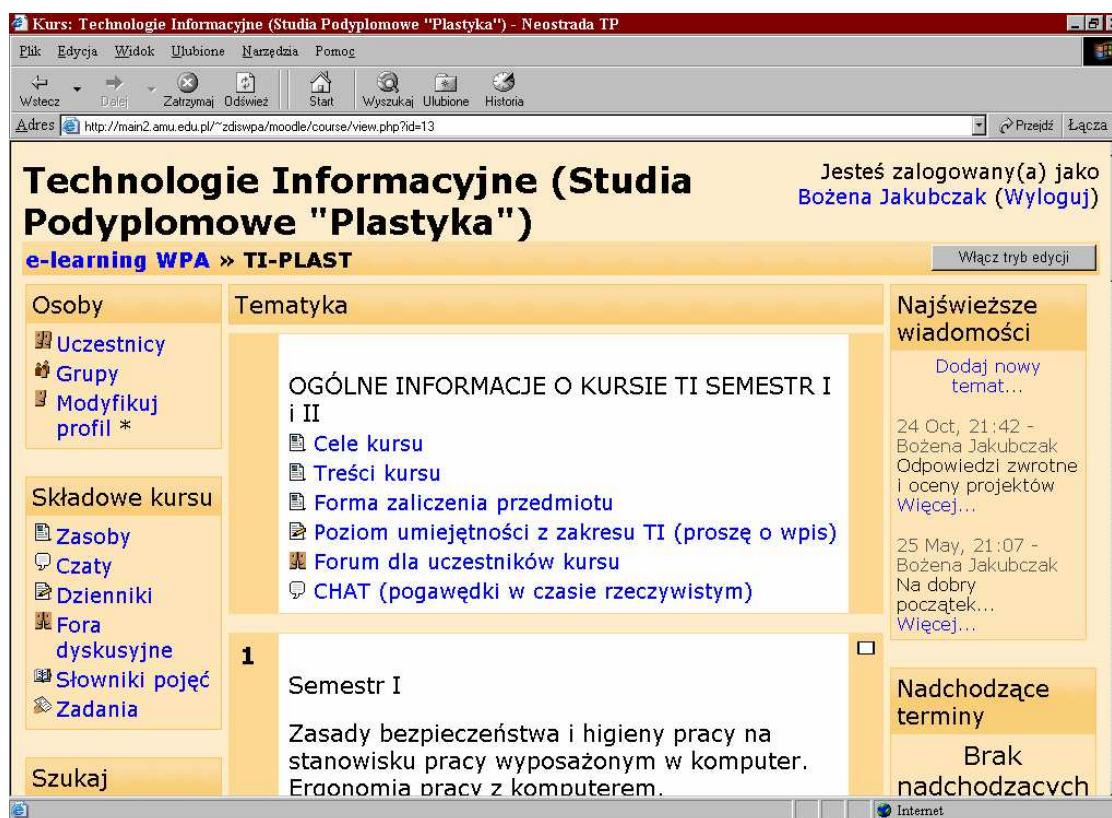 Kurs: Technologie Informacyjne (Studia Podyplomowe "Plastyka") - Neostrada TP
Plik Edycja Widok Ulubione Narzędzia Pomoc
Wstecz Dalej Zatrzymaj Odśwież Start Wyszukaj Ulubione Historia
Adres http://main2.amu.edu.pl/~zdiswpa/moodle/course/view.php?id=13 Przejdź Łącza
Technologie Informacyjne (Studia
Podyplomowe "Plastyka")
Jesteś zalogowany(a) jako
Bożena Jakubczak (Wyloguj)
e-learning WPA » TI-PLAST
Włącz tryb edycji
Osoby
Uczestnicy
Grupy
Modyfikuj
profil *
Składowe kursu
Zasoby
Czaty
Dzienniki
Fora
dyskusyjne
Słowniki pojęć
Zadania
Szukaj
Tematyka
OGÓLNE INFORMACJE O KURSIE TI SEMESTR I
i II
Cele kursu
Treści kursu
Forma zaliczenia przedmiotu
Poziom umiejętności z zakresu TI (proszę o wpis)
Forum dla uczestników kursu
CHAT (pogawędki w czasie rzeczywistym)
1
Semestr I
Zasady bezpieczeństwa i higieny pracy na
stanowisku pracy wyposażonym w komputer.
Ergonomia pracy z komputerem.
Najświeższe
wiadomości
Dodaj nowy
temat...
24 Oct, 21:42 -
Bożena Jakubczak
Odpowiedzi zwrotne
i oceny projektów
Więcej...
25 May, 21:07 -
Bożena Jakubczak
Na dobry
początek...
Więcej...
Nadchodzące
terminy
Brak
nadchodzących
Internet